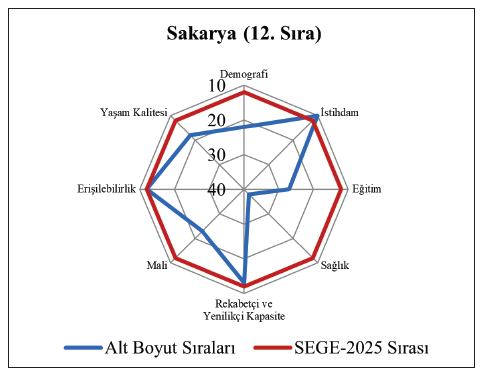 Sakarya (12. Sıra)
Demografi
10
Yaşam Kalitesi
İstihdam
20
30
Erişilebilirlik
40
Eğitim
Mali
Sağlık
Rekabetçi ve
Yenilikçi Kapasite
Alt Boyut Sıraları
SEGE-2025 Sırası